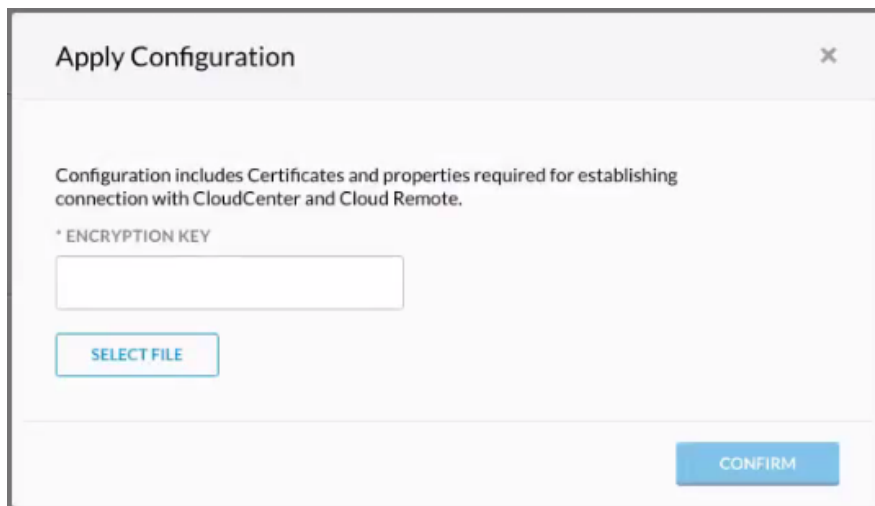 Apply Configuration
Configuration includes Certificates and properties required for establishing
connection with CloudCenter and Cloud Remote.
* ENCRYPTION KEY
SELECT FILE
CONFIRM